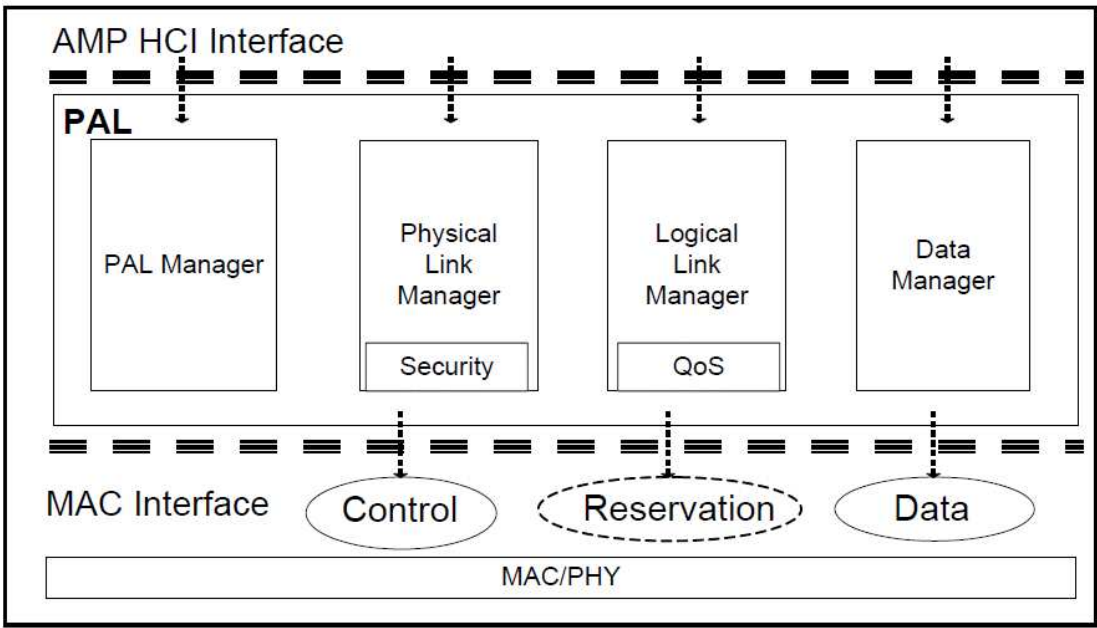 AMP HCI Interface
PAL
PAL Manager
Physical
Link
Manager
Security
Logical
Link
Manager
QoS
Data
Manager
MAC Interface
Control
Reservation
Data
MAC/PHY